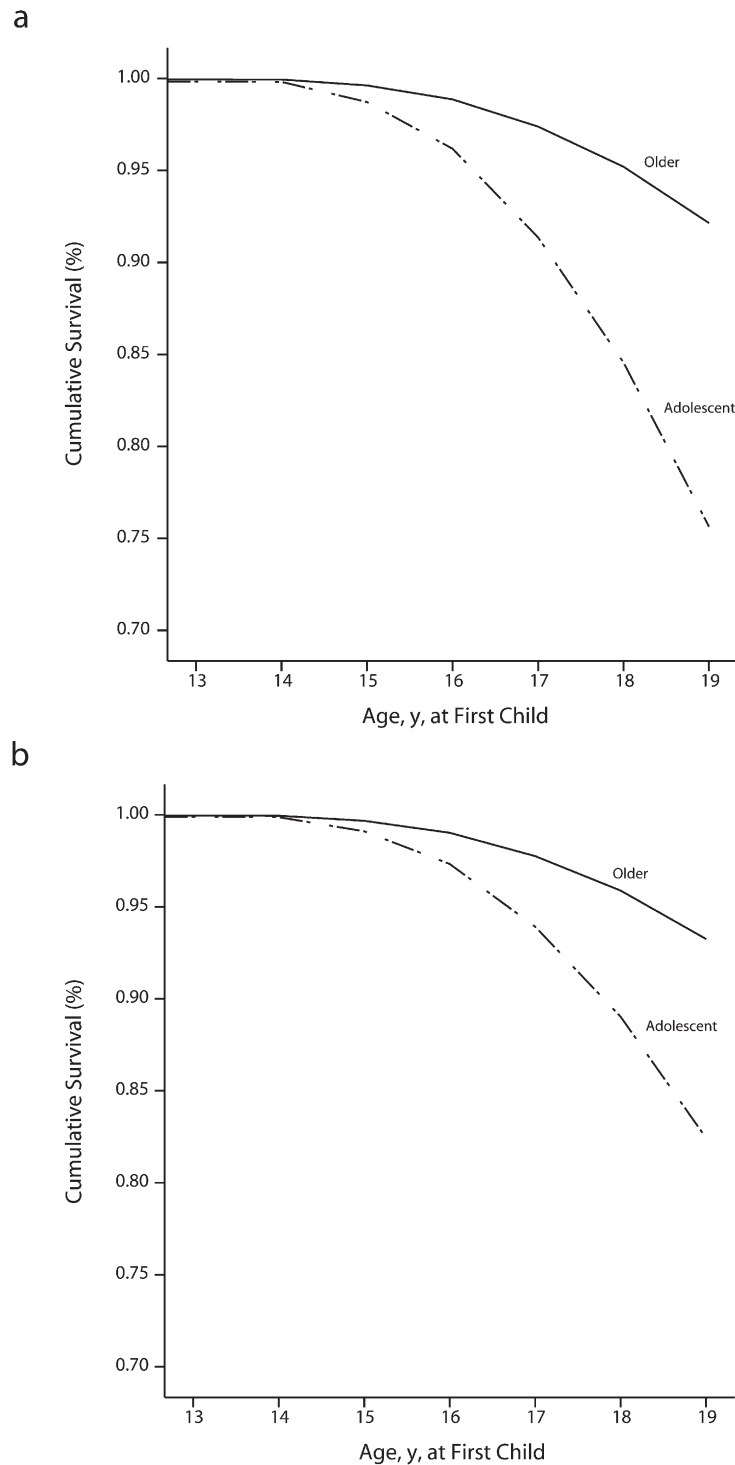 a
1.00
0.95
0.90
0.85
0.80
0.75
0.70
Cumulative Survival (%)
Older
Adolescent
13 14 15 16 17 18 19
Age, y, at First Child
b
1.00
0.95
0.90
0.85
0.80
0.75
0.70
Cumulative Survival (%)
Older
Adolescent
13 14 15 16 17 18 19
Age, y, at First Child